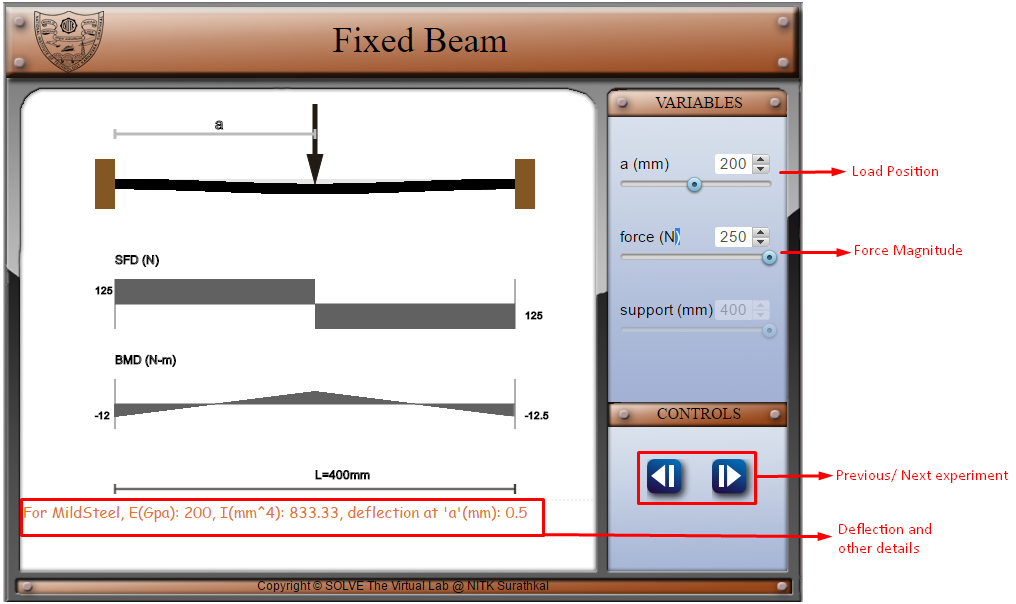 Fixed Beam
a
SFD (N)
125
125
BMD (N-m)
-12
-12.5
L=400mm
For MildSteel, E(Gpa): 200, I(mm^4): 833.33, deflection at 'a'(mm): 0.5
VARIABLES
a (mm) 200
force (N) 250
support (mm) 400
CONTROLS
Load Position
Force Magnitude
Previous/ Next experiment
Deflection and
other details
Copyright © SOLVE The Virtual Lab @ NITK Surathkal